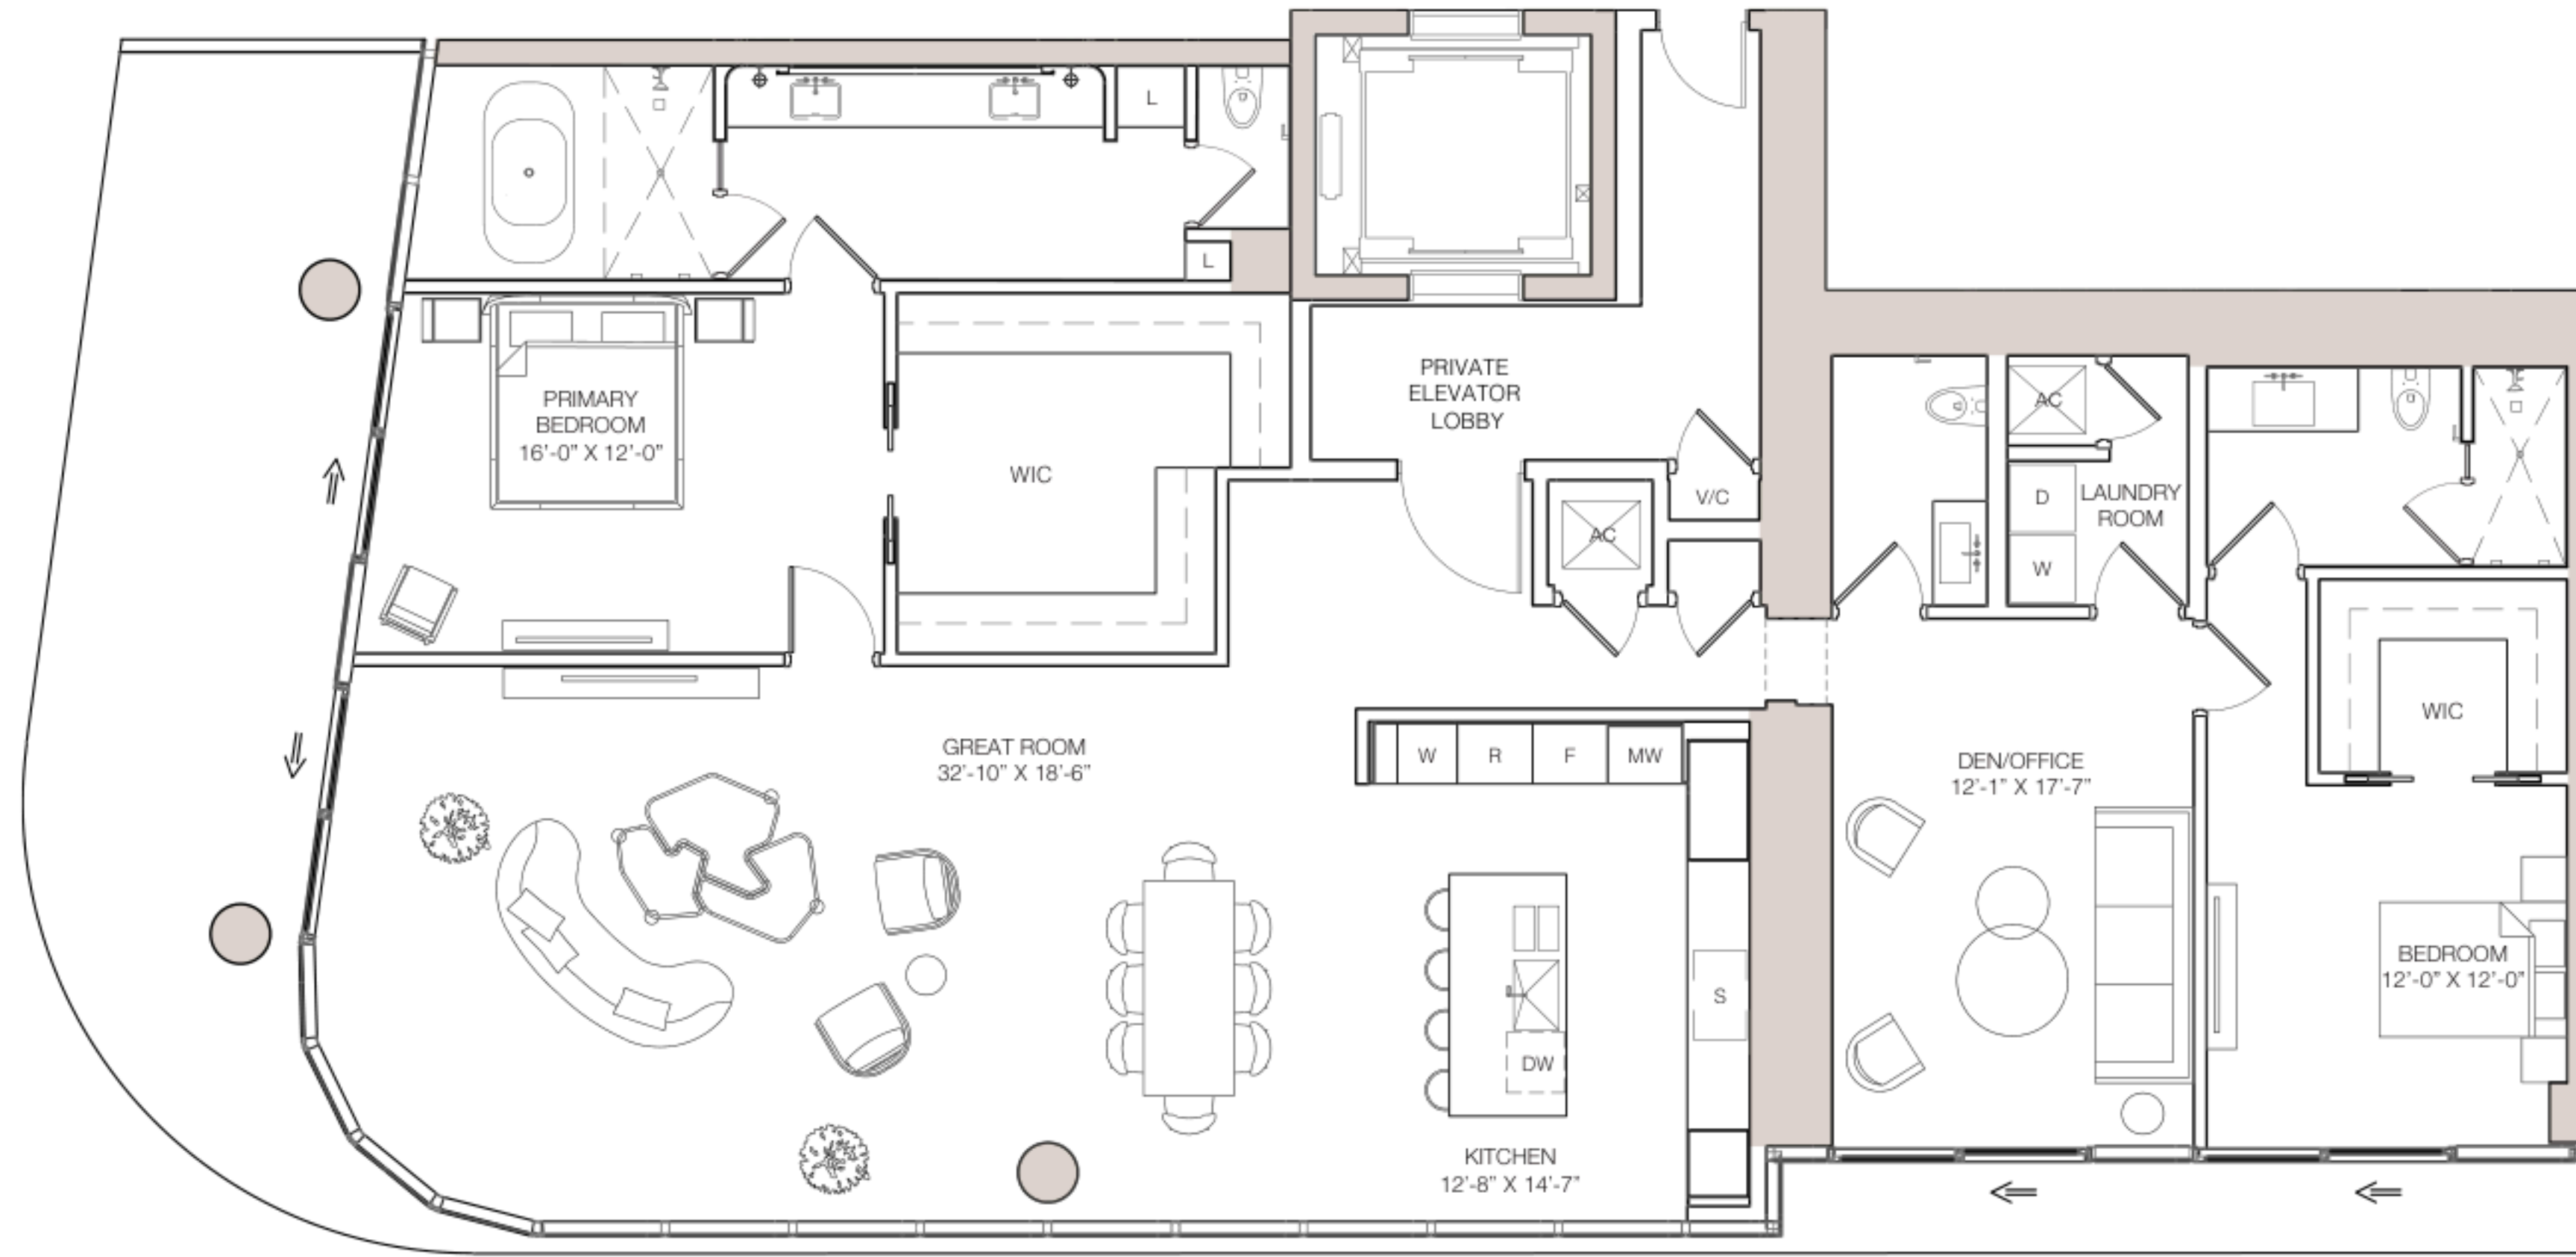 L
L
L
PRIMARY
BEDROOM
16'-0" X 12'-0"
WIC
PRIVATE
ELEVATOR
LOBBY
AC
V/C
AC
D
W
LAUNDRY
ROOM
WIC
GREAT ROOM
32'-10" X 18'-6"
W
R
F
MW
DEN/OFFICE
12'-1" X 17'-7"
BEDROOM
12'-0" X 12'-0"
S
DW
KITCHEN
12'-8" X 14'-7"